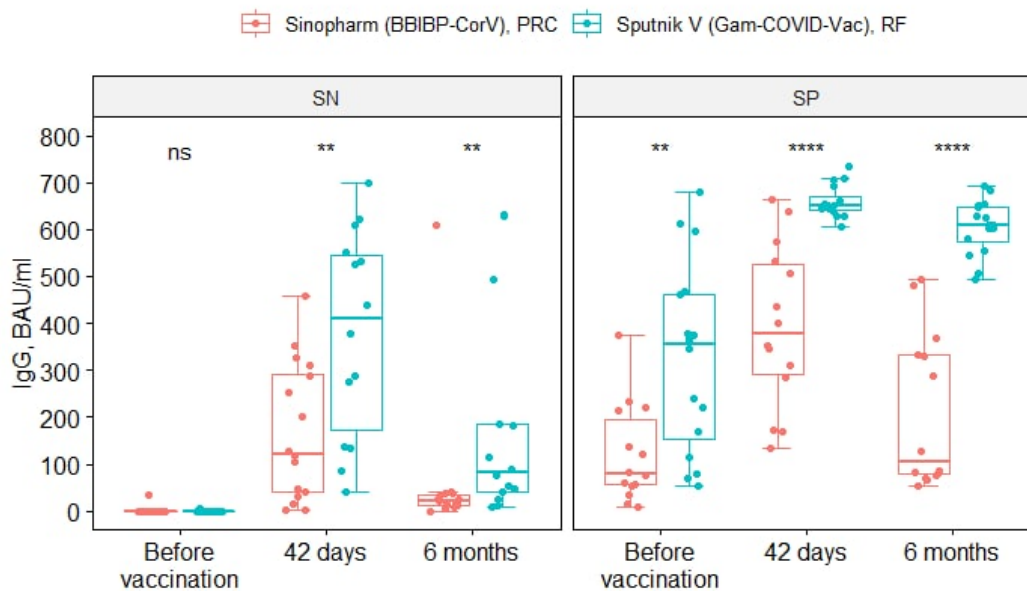 Sinopharm (BBIBP-CorV), PRC Sputnik V (Gam-COVID-Vac), RF
SN SP
IgG, BAU/ml
800
700
600
500
400
300
200
100
0
ns ** **
** **** ****
Before vaccination 42 days 6 months
Before vaccination 42 days 6 months